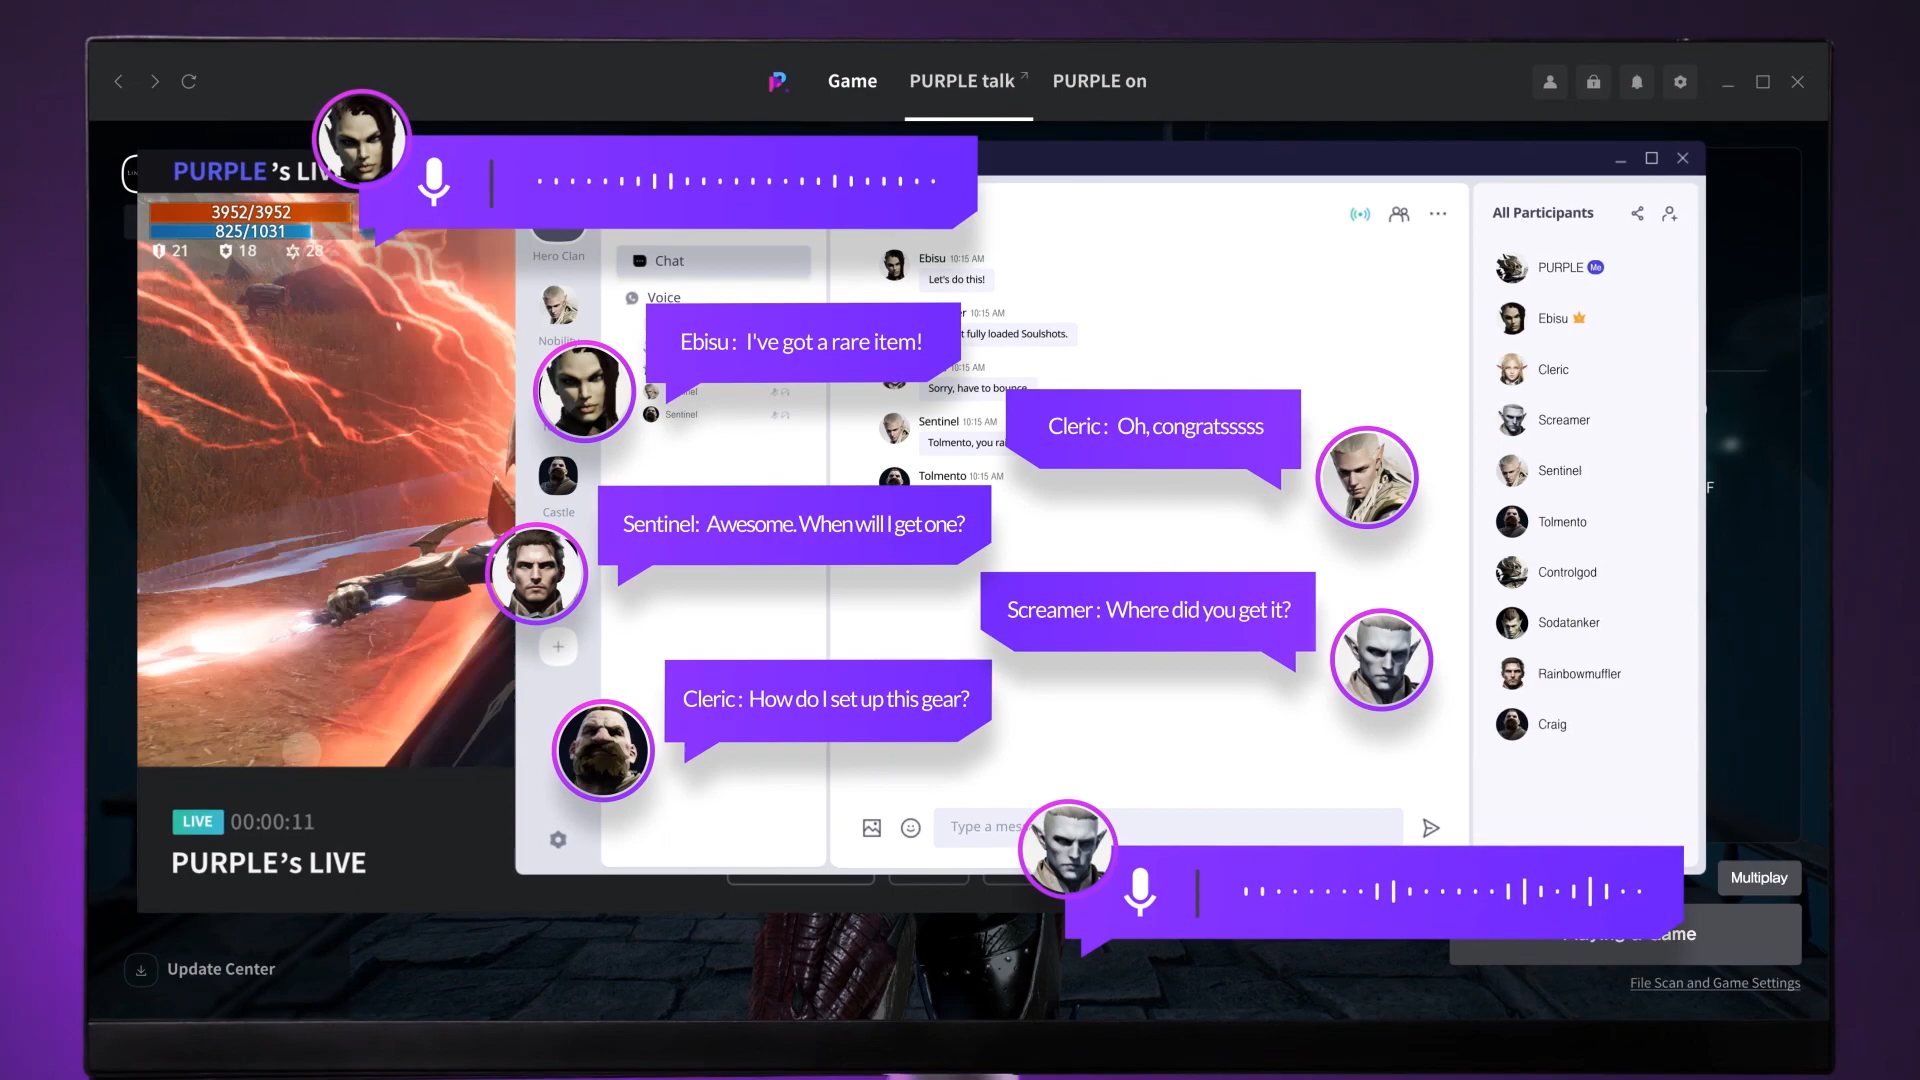 Game
PURPLE talk
PURPLE on
PURPLE 's LIV
3952/3952
825/1031
21
18
28
Hero Clan
Nobility
Castle
Chat
Voice
Sentinel
Ebisu 10:15 AM
Let's do this!
10:15 AM
fully loaded Soulshots.
10:15 AM
Sorry, have to bounce
Sentinel 10:15 AM
Tolmento, you
Tolmento 10:15 AM
Ebisu : I've got a rare item!
Cleric : Oh, congratsssss
Sentinel: Awesome. When will I get one?
Screamer : Where did you get it?
Cleric : How do I set up this gear?
All Participants
PURPLE Me
Ebisu
Cleric
Screamer
Sentinel
Tolmento
Controlgod
Sodatanker
Rainbowmuffler
Craig
Type a mes
LIVE 00:00:11
PURPLE's LIVE
Multiplay
Game
Update Center
File Scan and Game Settings